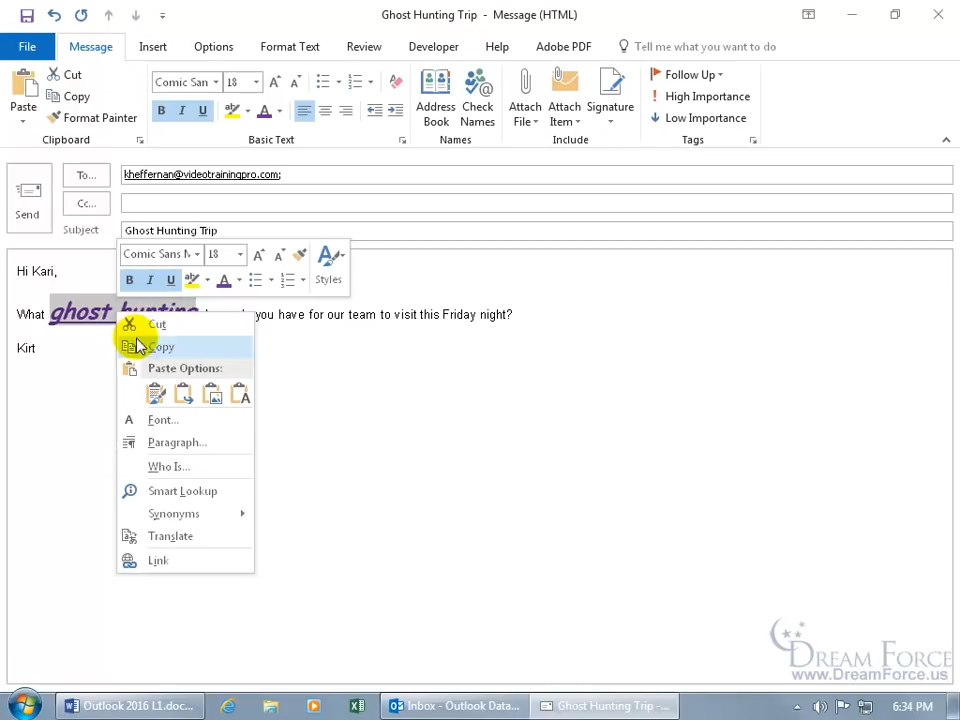 Ghost Hunting Trip - Message (HTML)
File Message Insert Options Format Text Review Developer Help Adobe PDF Tell me what you want to do
Paste
Cut
Copy
Format Painter
Clipboard
Comic San 18
B I U
Basic Text
Address Book
Check Names
Names
Attach File
Attach Item
Signature
Include
Follow Up
High Importance
Low Importance
Tags
Send
To... kheffernan@videotrainingpro.com;
Cc...
Subject Ghost Hunting Trip
Comic Sans 18
B I U
Styles
Hi Kari,
What ghost hunting you have for our team to visit this Friday night?
Kirt
Cut
Copy
Paste Options:
Font...
Paragraph...
Who Is...
Smart Lookup
Synonyms
Translate
Link
DREAM FORCE
www.DreamForce.us
Outlook 2016 L1.doc...
Inbox - Outlook Data...
Ghost Hunting Trip -...
6:34 PM